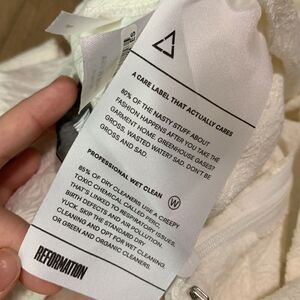 A CARE LABEL THAT ACTUALLY CARES
80% OF THE NASTY STUFF ABOUT
FASHION HAPPENS AFTER YOU TAKE THE
GARMENT HOME. GREENHOUSE GASES?
GROSS. WASTED WATER? SAD. DON'T BE
GROSS AND SAD.
PROFESSIONAL WET CLEAN W
85% OF DRY CLEANERS USE A CREEPY
TOXIC CHEMICAL CALLED PERC.
THAT'S LINKED TO RESPIRATORY ISSUES,
BIRTH DEFECTS AND AIR POLLUTION.
YUCK. SKIP THE STANDARD DRY
CLEANING AND OPT FOR WET CLEANING
OR GREEN AND ORGANIC CLEANERS.
REFORMATION